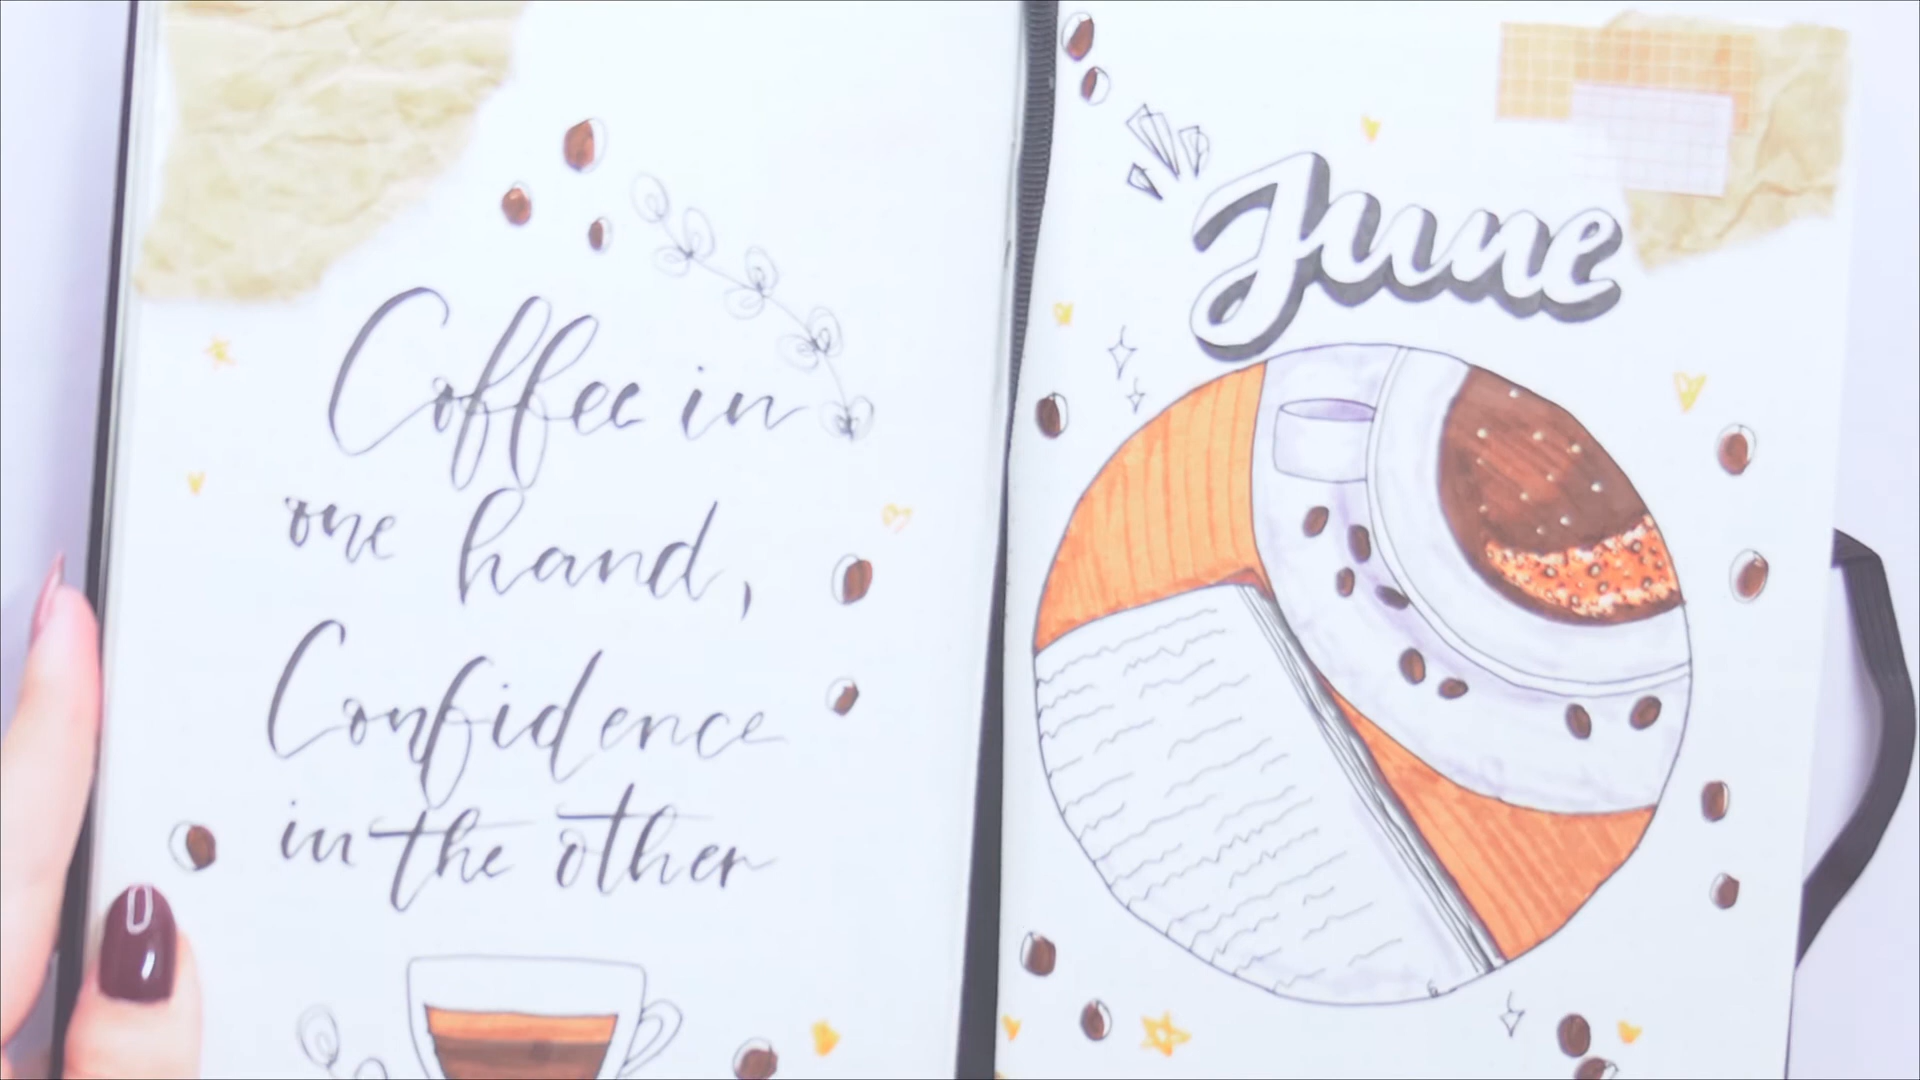 Coffee in
one hand,
Confidence
in the other
June